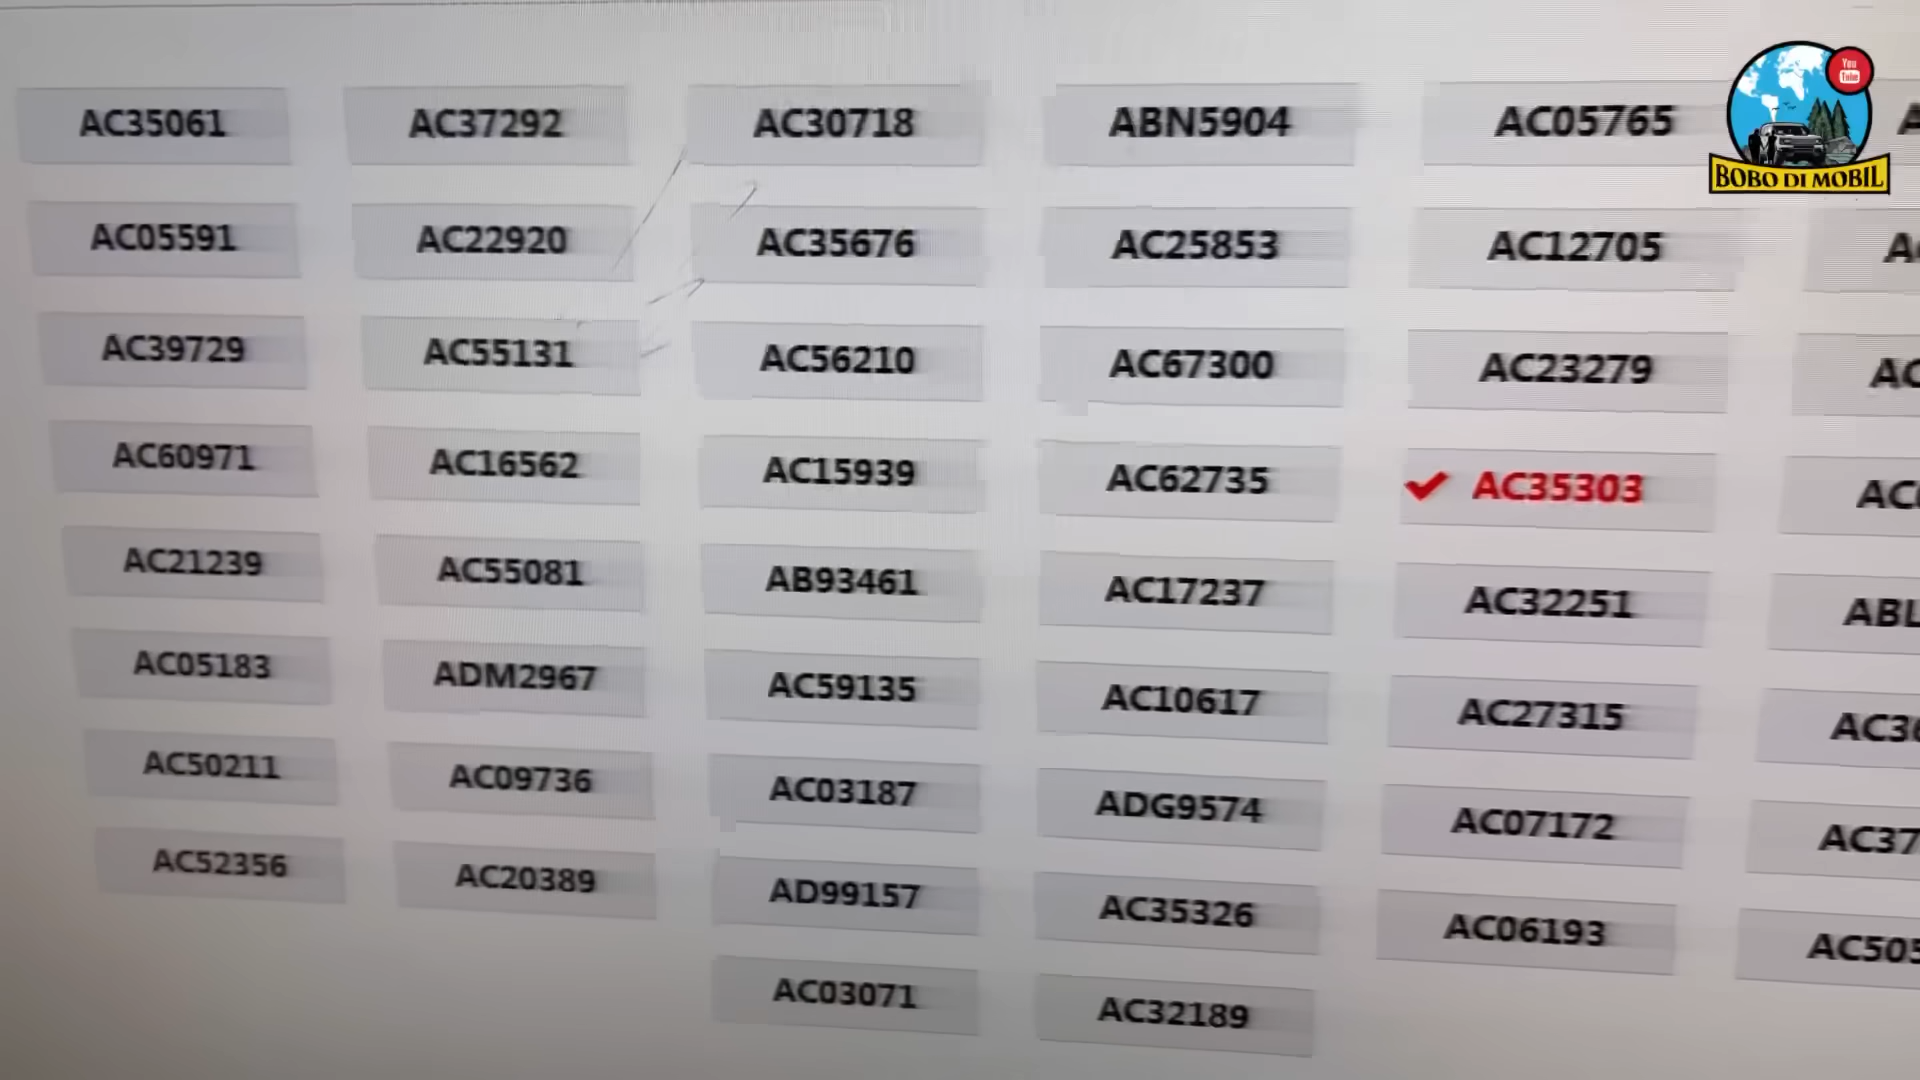 AC35061 AC37292 AC30718 ABN5904 AC05765
AC05591 AC22920 AC35676 AC25853 AC12705
AC39729 AC55131 AC56210 AC67300 AC23279
AC60971 AC16562 AC15939 AC62735 AC35303
AC21239 AC55081 AB93461 AC17237 AC32251
AC05183 ADM2967 AC59135 AC10617 AC27315
AC50211 AC09736 AC03187 ADG9574 AC07172
AC52356 AC20389 AD99157 AC35326 AC06193
AC03071 AC32189
You
Tube
BOBO DI MOBIL